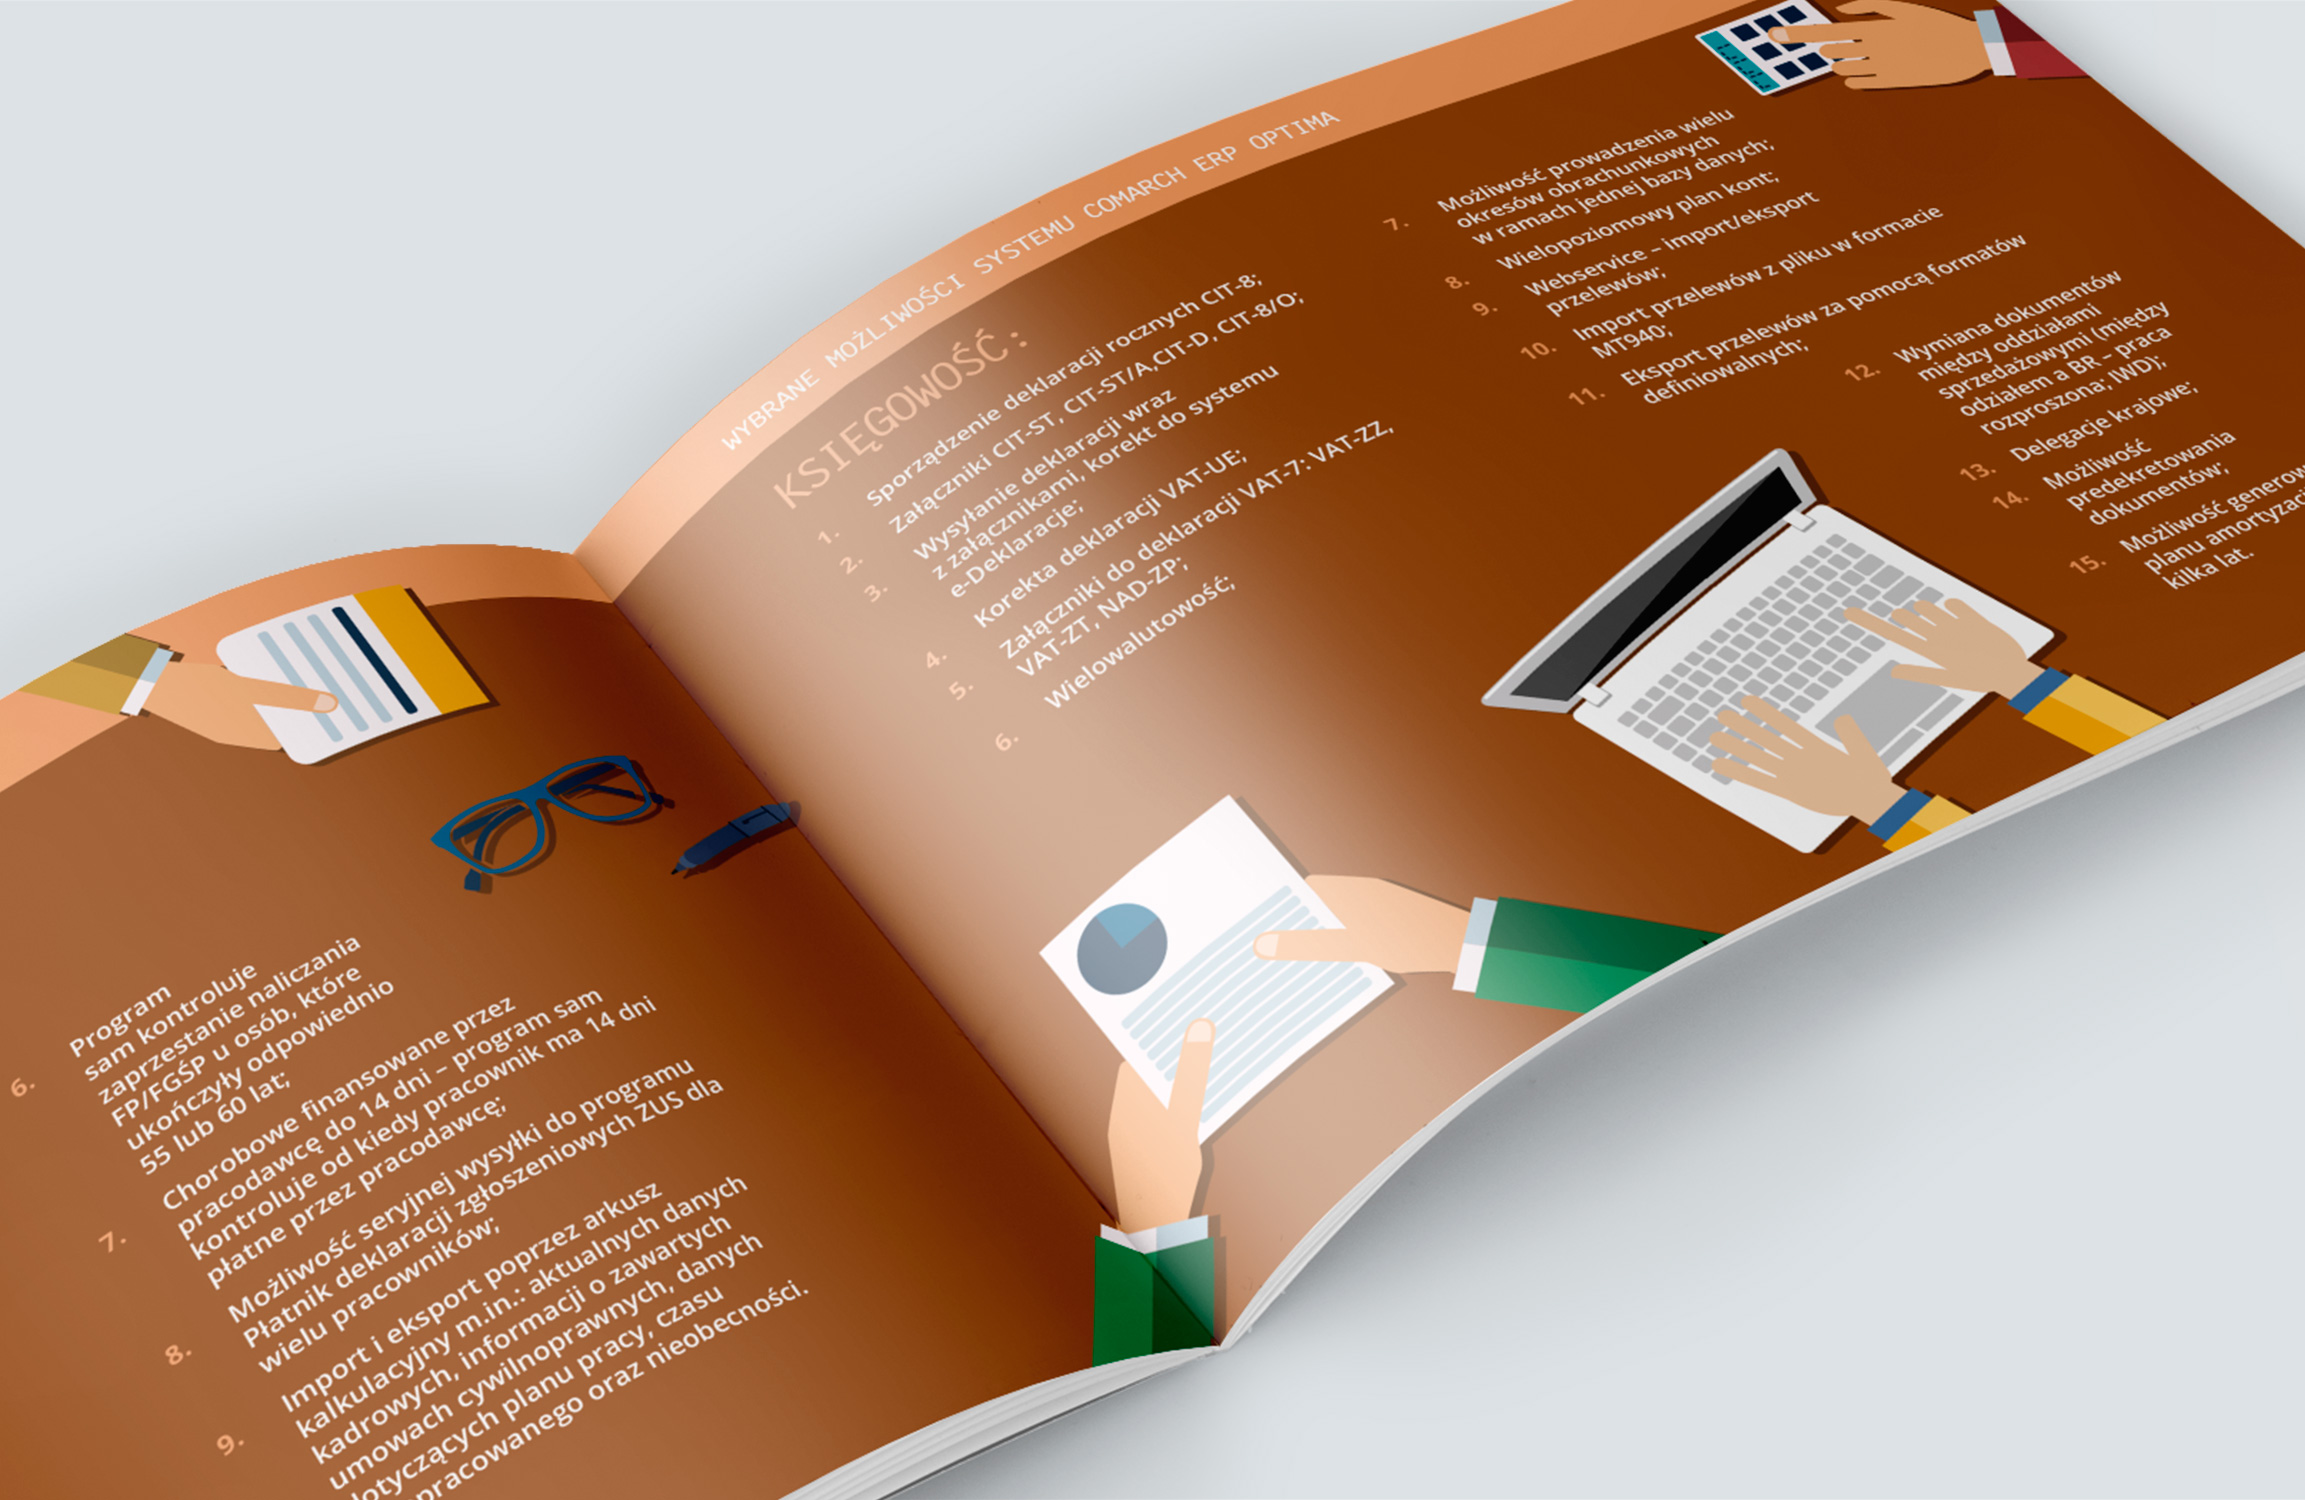 6. Program
sam kontroluje
zaprzestanie naliczania
FP/FGŚP u osób, które
ukończyły odpowiednio
55 lub 60 lat;
7. Chorobowe finansowane przez
pracodawcę do 14 dni – program sam
kontroluje od kiedy pracownik ma 14 dni
płatne przez pracodawcę;
8. Możliwość seryjnej wysyłki do programu
Płatnik deklaracji zgłoszeniowych ZUS dla
wielu pracowników;
9. Import i eksport poprzez arkusz
kalkulacyjny m.in.: aktualnych danych
kadrowych, informacji o zawartych
umowach cywilnoprawnych, danych
dotyczących planu pracy, czasu
pracowanego oraz nieobecności.
WYBRANE MOŻLIWOŚCI SYSTEMU COMARCH ERP OPTIMA
KSIĘGOWOŚĆ:
1. Sporządzenie deklaracji rocznych CIT-8;
2. Załączniki CIT-ST, CIT-ST/A,CIT-D, CIT-8/O;
3. Wysyłanie deklaracji wraz
z załącznikami, korekt do systemu
e-Deklaracje;
4. Korekta deklaracji VAT-UE;
5. Załączniki do deklaracji VAT-7: VAT-ZZ,
VAT-ZT, NAD-ZP;
6. Wielowalutowość;
7. Możliwość prowadzenia wielu
okresów obrachunkowych
w ramach jednej bazy danych;
8. Wielopoziomowy plan kont;
9. Webservice – import/eksport
przelewów;
10. Import przelewów z pliku w formacie
MT940;
11. Eksport przelewów za pomocą formatów
definiowalnych;
12. Wymiana dokumentów
między oddziałami
sprzedażowymi (między
odziałem a BR – praca
rozproszona; IWD);
13. Delegacje krajowe;
14. Możliwość
predekretowania
dokumentów;
15. Możliwość generow
planu amortyzac
kilka lat.